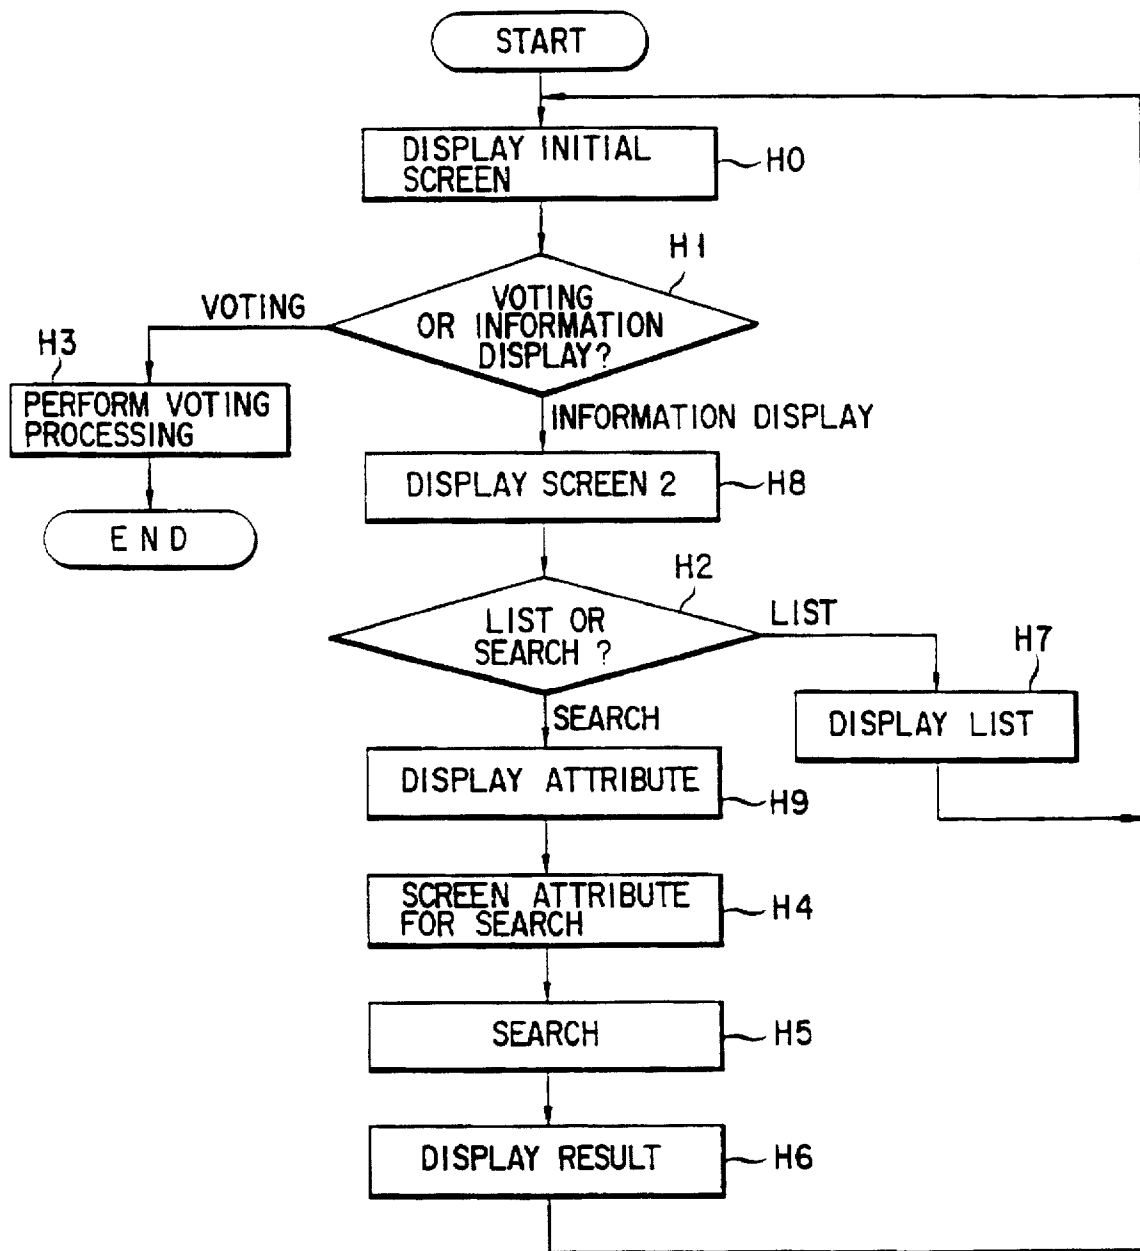 START
DISPLAY INITIAL
SCREEN
H0
H1
VOTING
OR INFORMATION
DISPLAY?
VOTING
H3
PERFORM VOTING
PROCESSING
END
INFORMATION DISPLAY
DISPLAY SCREEN 2
H8
H2
LIST OR
SEARCH ?
LIST
H7
DISPLAY LIST
SEARCH
DISPLAY ATTRIBUTE
H9
SCREEN ATTRIBUTE
FOR SEARCH
H4
SEARCH
H5
DISPLAY RESULT
H6